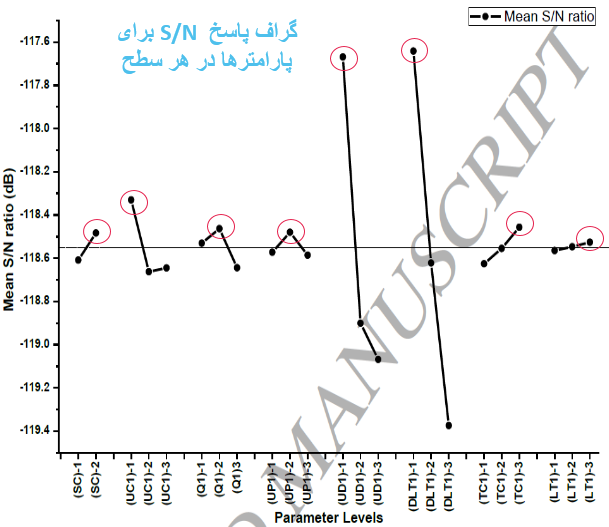 Mean S/N ratio
گراف پاسخ S/N برای
پارامترها در هر سطح
Mean S/N ratio (dB)
-117.6
-117.8
-118.0
-118.2
-118.4
-118.6
-118.8
-119.0
-119.2
-119.4
(SC)-1
(SC)-2
(UC1)-1
(UC1)-2
(UC1)-3
(Q1)-1
(Q1)-2
(Q1)-3
(UP1)-1
(UP1)-2
(UP1)-3
(UD1)-1
(UD1)-2
(UD1)-3
(DLT1)-1
(DLT1)-2
(DLT1)-3
(TC1)-1
(TC1)-2
(TC1)-3
(LT1)-1
(LT1)-2
(LT1)-3
Parameter Levels
D MANUSCRIPT